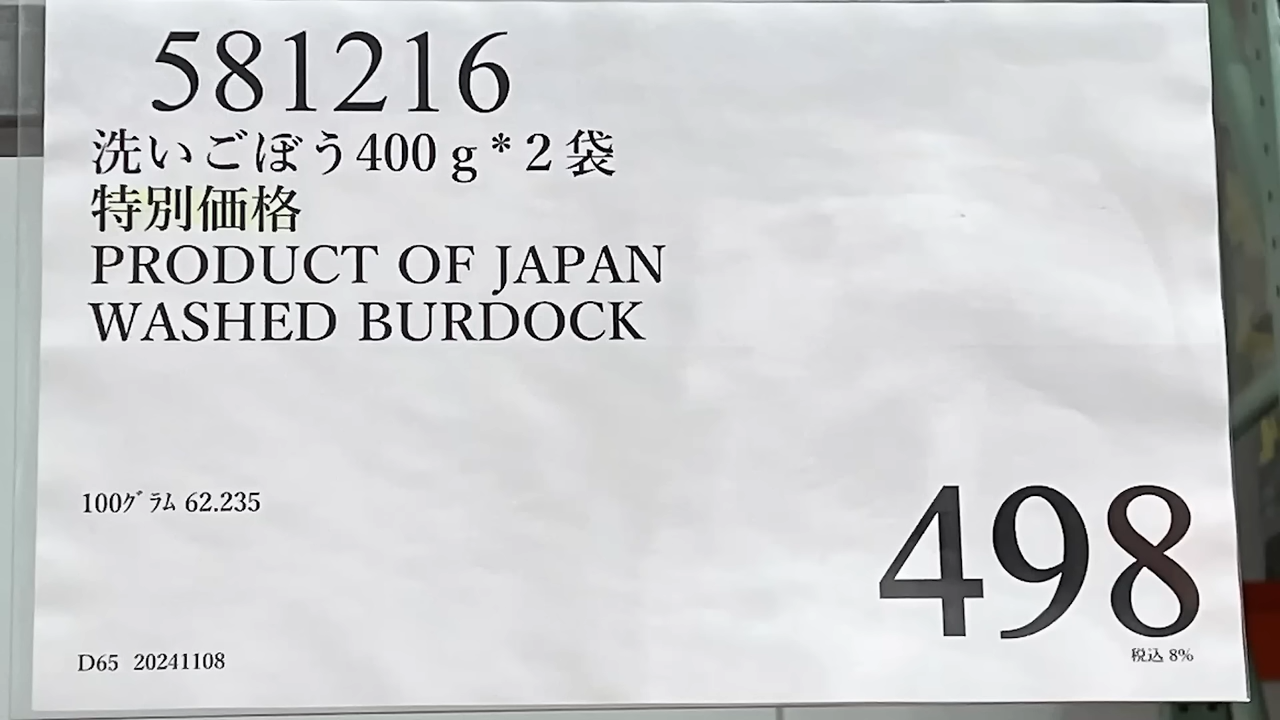 581216
洗いごぼう400ｇ*２袋
特別価格
PRODUCT OF JAPAN
WASHED BURDOCK
100ｸﾞﾗﾑ 62.235
498
税込 8%
D65 20241108